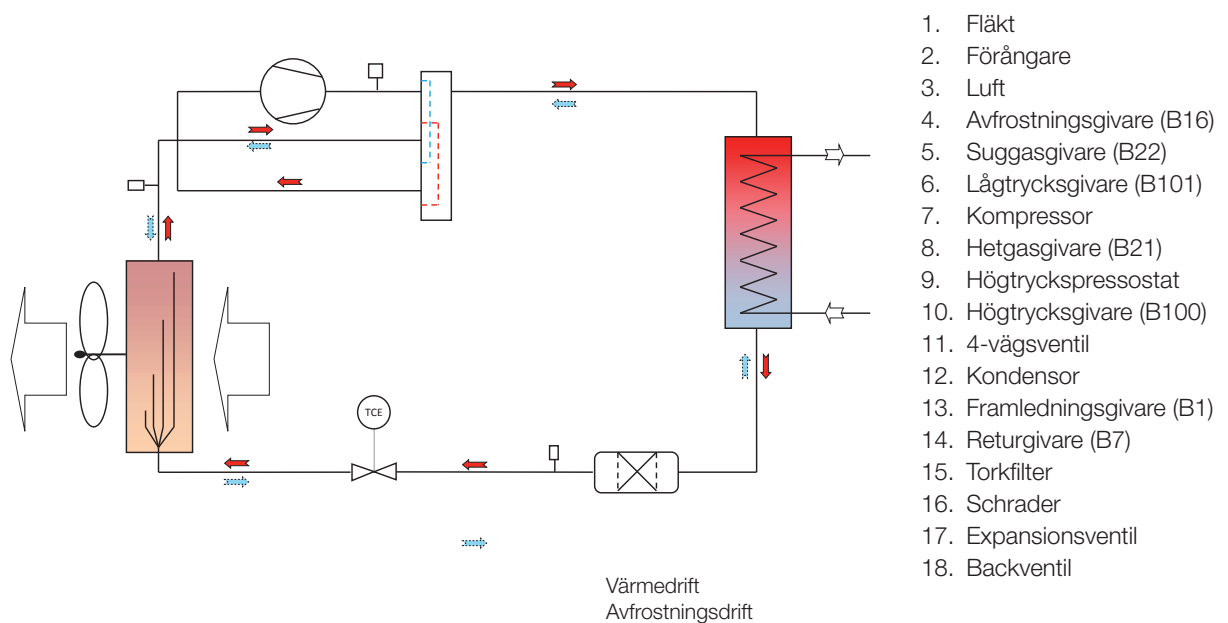 TCE
Värmedrift
Avfrostningsdrift
1. Fläkt
2. Förångare
3. Luft
4. Avfrostningsgivare (B16)
5. Suggasgivare (B22)
6. Lågtrycksgivare (B101)
7. Kompressor
8. Hetgasgivare (B21)
9. Högtryckspressostat
10. Högtrycksgivare (B100)
11. 4-vägsventil
12. Kondensor
13. Framledningsgivare (B1)
14. Returgivare (B7)
15. Torkfilter
16. Schrader
17. Expansionsventil
18. Backventil